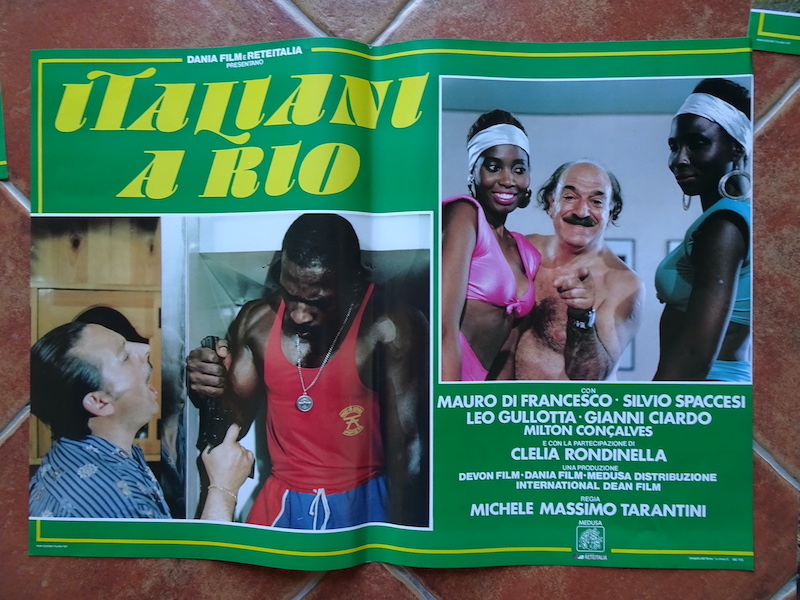 DANIA FILM E RETEITALIA
PRESENTANO
ITALIANI
A RIO
CON
MAURO DI FRANCESCO • SILVIO SPACCESI
LEO GULLOTTA • GIANNI CIARDO
MILTON CONÇALVES
E CON LA PARTECIPAZIONE DI
CLELIA RONDINELLA
UNA PRODUZIONE
DEVON FILM • DANIA FILM • MEDUSA DISTRIBUZIONE
INTERNATIONAL DEAN FILM
REGIA
MICHELE MASSIMO TARANTINI
MEDUSA
RETEITALIA